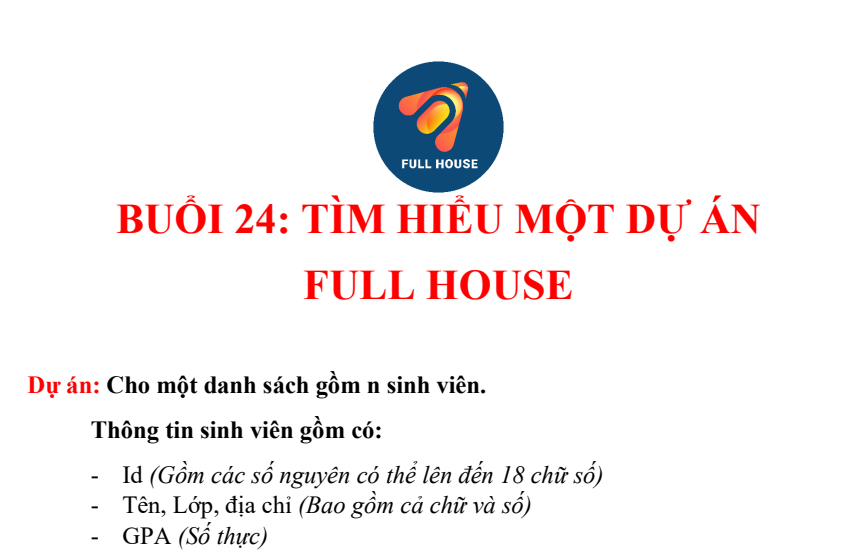 FULL HOUSE
BUỔI 24: TÌM HIỂU MỘT DỰ ÁN
FULL HOUSE
Dự án: Cho một danh sách gồm n sinh viên.
Thông tin sinh viên gồm có:
- Id (Gồm các số nguyên có thể lên đến 18 chữ số)
- Tên, Lớp, địa chỉ (Bao gồm cả chữ và số)
- GPA (Số thực)